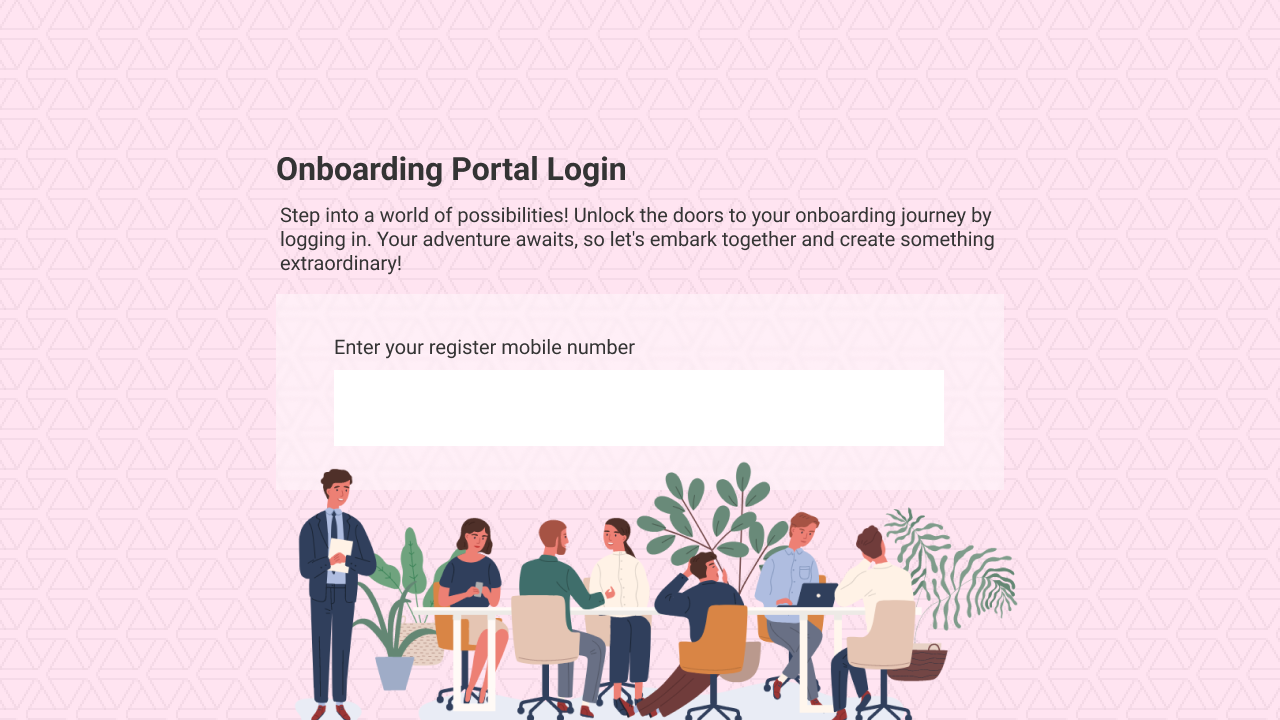 Onboarding Portal Login
Step into a world of possibilities! Unlock the doors to your onboarding journey by
logging in. Your adventure awaits, so let's embark together and create something
extraordinary!
Enter your register mobile number